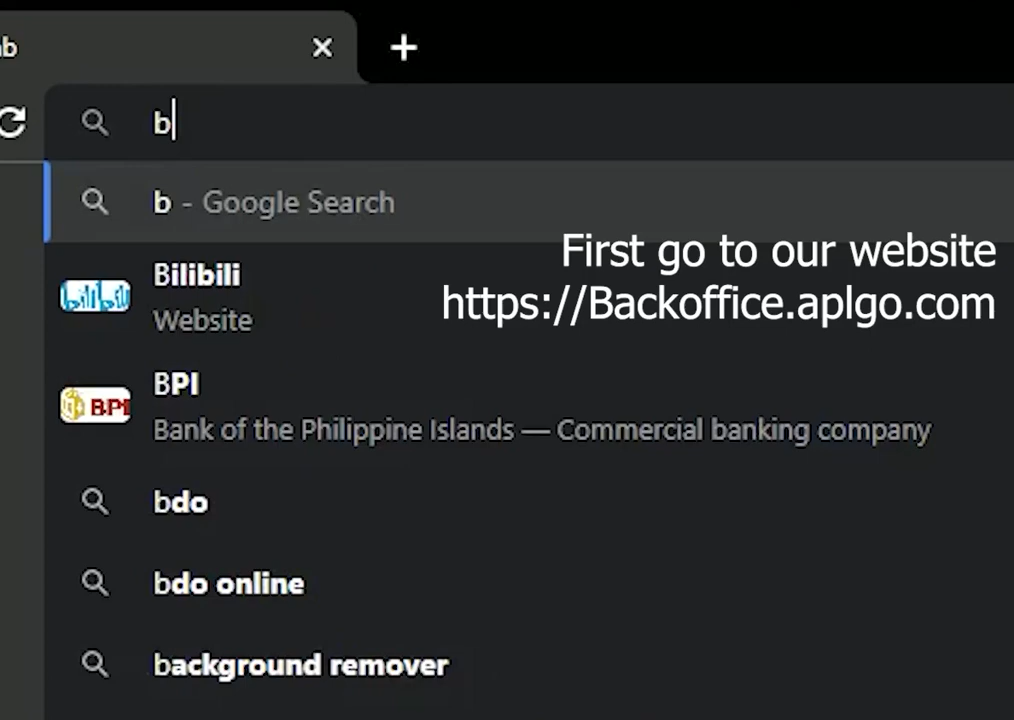 b
b
b - Google Search
First go to our website
https://Backoffice.aplgo.com
Bilibili
Website
BPI
BPI
Bank of the Philippine Islands — Commercial banking company
bdo
bdo online
background remover